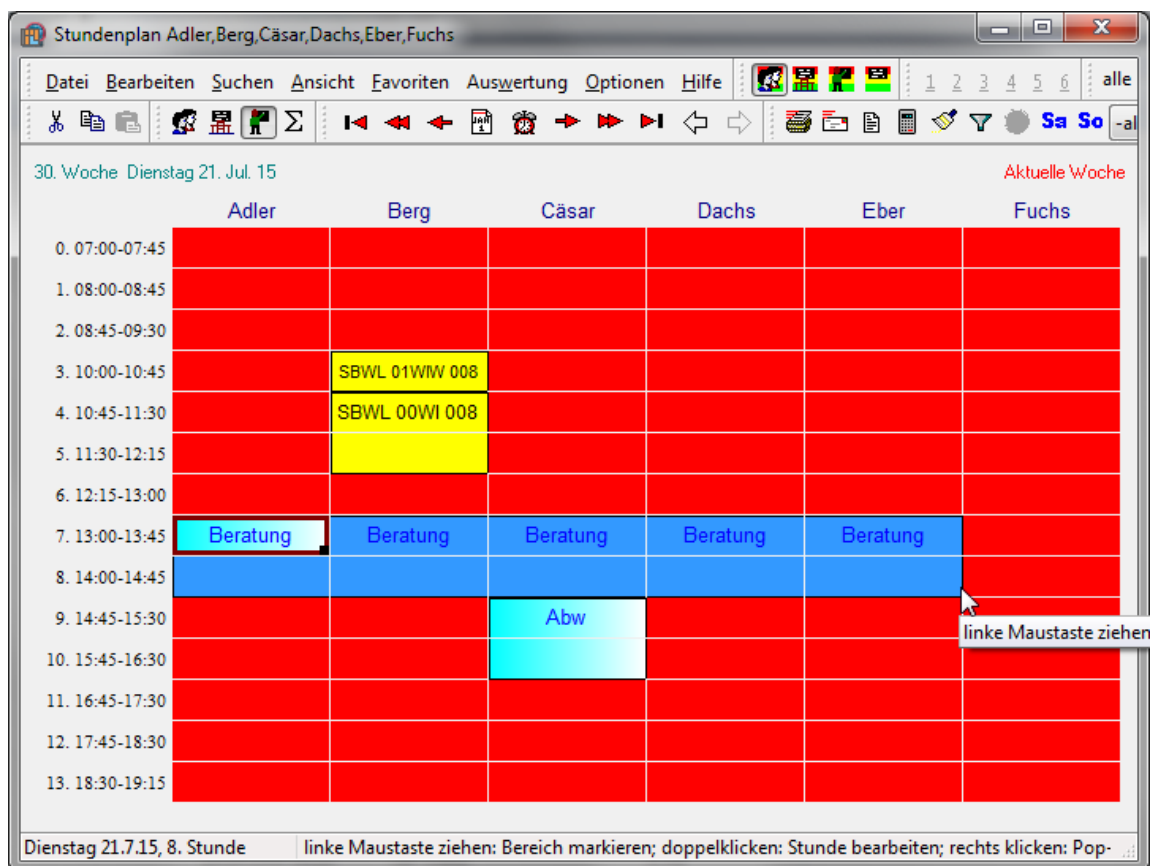 Stundenplan Adler,Berg,Cäsar,Dachs,Eber,Fuchs
Datei Bearbeiten Suchen Ansicht Favoriten Auswertung Optionen Hilfe 1 2 3 4 5 6 alle
Σ Sa So -al
30. Woche Dienstag 21. Jul. 15 Aktuelle Woche
Adler Berg Cäsar Dachs Eber Fuchs
0. 07:00-07:45
1. 08:00-08:45
2. 08:45-09:30
3. 10:00-10:45 SBWL 01WIW 008
4. 10:45-11:30 SBWL 00WI 008
5. 11:30-12:15
6. 12:15-13:00
7. 13:00-13:45 Beratung Beratung Beratung Beratung Beratung
8. 14:00-14:45
9. 14:45-15:30 Abw
linke Maustaste ziehen
10. 15:45-16:30
11. 16:45-17:30
12. 17:45-18:30
13. 18:30-19:15
Dienstag 21.7.15, 8. Stunde linke Maustaste ziehen: Bereich markieren; doppelklicken: Stunde bearbeiten; rechts klicken: Pop-